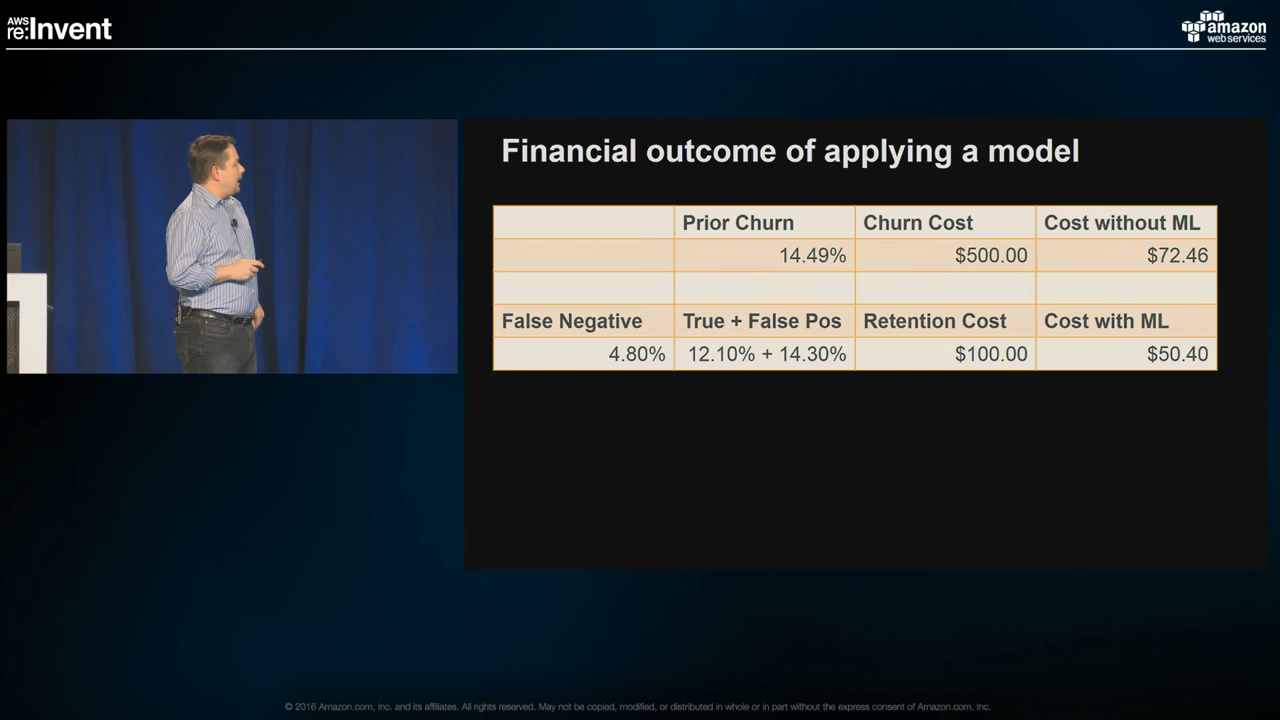 AWS
re:Invent
amazon
web services
Financial outcome of applying a model
Prior Churn Churn Cost Cost without ML
14.49% $500.00 $72.46
False Negative True + False Pos Retention Cost Cost with ML
4.80% 12.10% + 14.30% $100.00 $50.40
© 2016 Amazon.com, Inc. and its affiliates. All rights reserved. May not be copied, modified, or distributed in whole or in part without the express consent of Amazon.com, Inc.